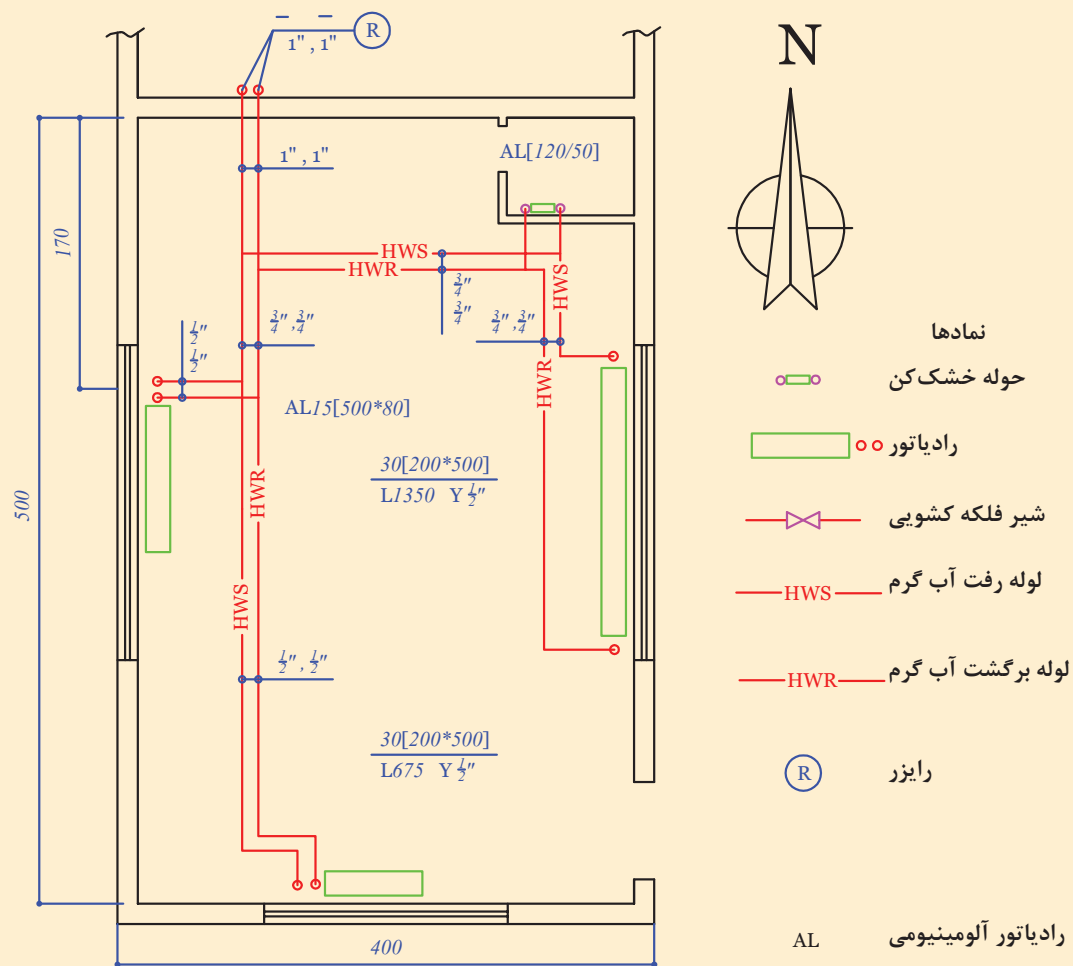 1" , 1"
R
N
1" , 1"
AL[120/50]
170
HWS
HWR
HWS
3/4"
3/4"
3/4" , 3/4"
3/4" , 3/4"
1/2"
1/2"
HWR
AL15[500*80]
30[200*500]
L1350 Y 1/2"
HWR
500
HWS
1/2" , 1/2"
30[200*500]
L675 Y 1/2"
400
نمادها
حوله خشک‌کن
رادیاتور
شیر فلکه کشویی
لوله رفت آب گرم
HWS
لوله برگشت آب گرم
HWR
رایزر
R
رادیاتور آلومینیومی
AL